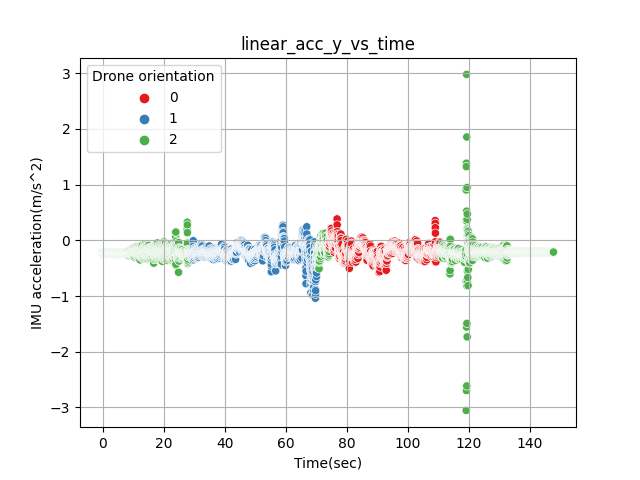 linear_acc_y_vs_time
Drone orientation
0
1
2
3
2
1
0
−1
−2
−3
IMU acceleration(m/s^2)
0 20 40 60 80 100 120 140
Time(sec)